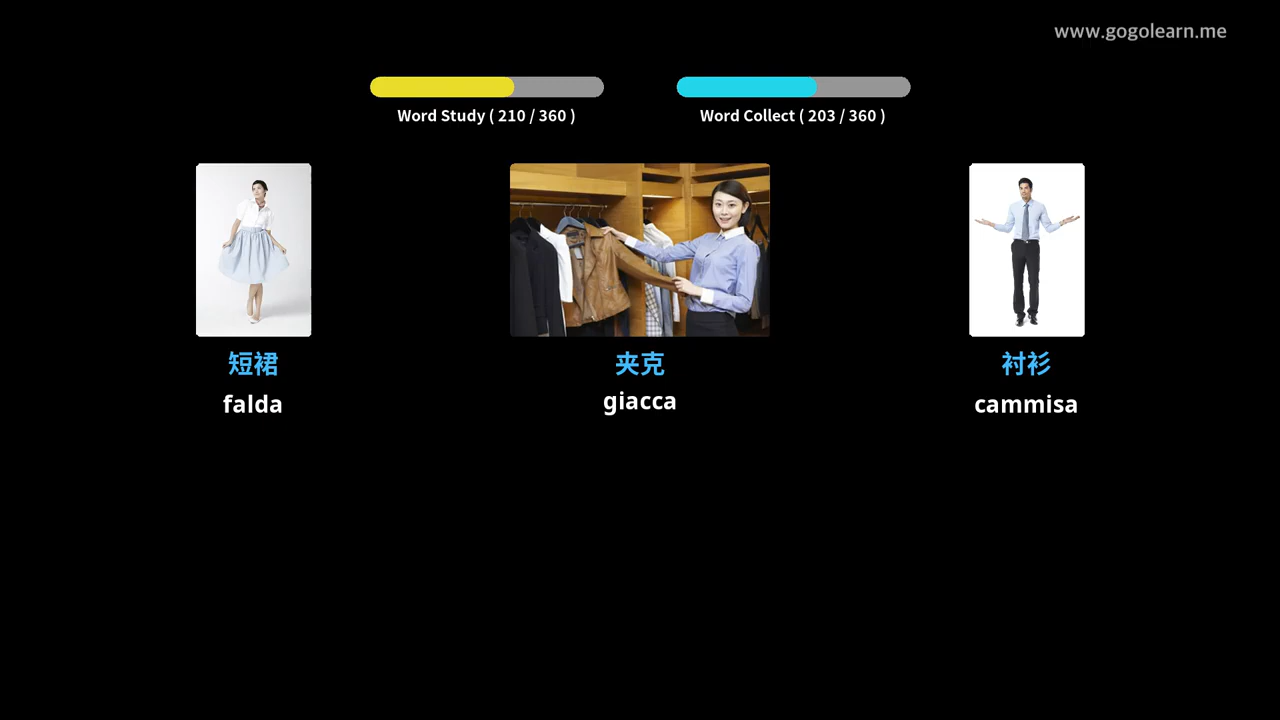 www.gogolearn.me
Word Study ( 210 / 360 )
Word Collect ( 203 / 360 )
短裙
夹克
衬衫
falda
giacca
cammisa